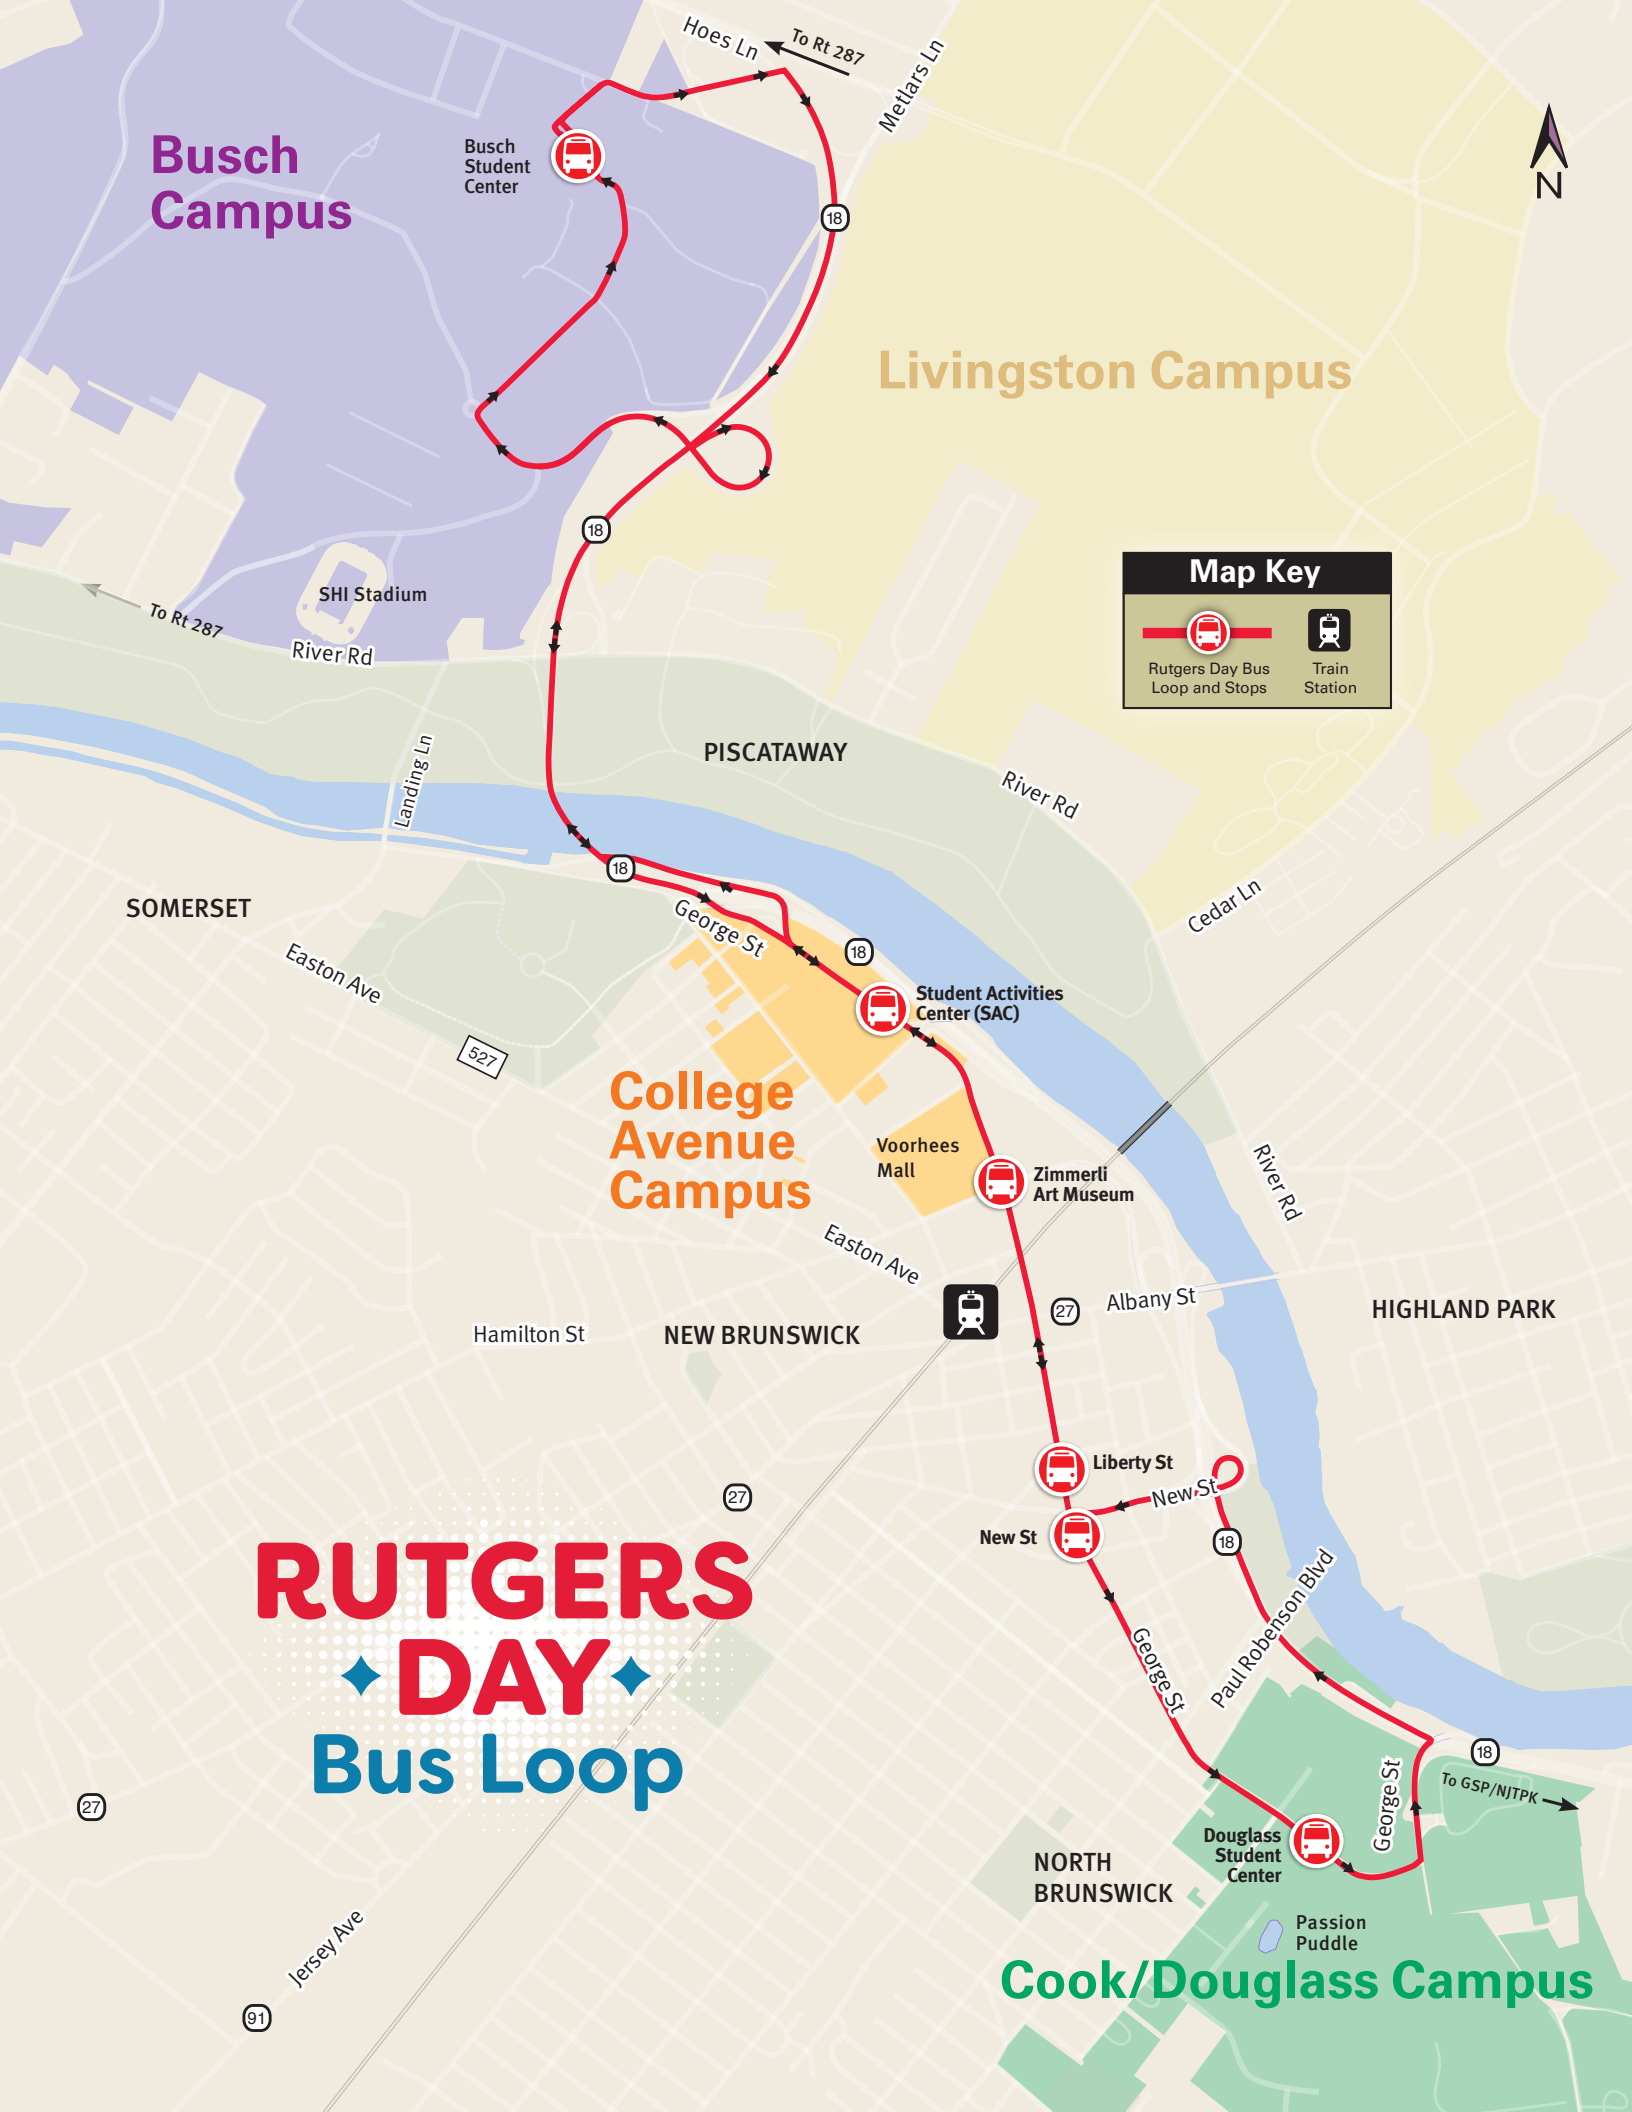 Hoes Ln
To Rt 287
Metlars Ln
Busch
Campus
Busch
Student
Center
N
18
Livingston Campus
18
Map Key
Rutgers Day Bus
Loop and Stops
Train
Station
SHI Stadium
To Rt 287
River Rd
PISCATAWAY
Landing Ln
River Rd
18
SOMERSET
Cedar Ln
George St
18
Easton Ave
Student Activities
Center (SAC)
527
College
Avenue
Campus
Voorhees
Mall
Zimmerli
Art Museum
River Rd
Easton Ave
Albany St
27
HIGHLAND PARK
Hamilton St
NEW BRUNSWICK
Liberty St
New St
27
New St
18
RUTGERS
DAY
Bus Loop
Paul Robenson Blvd
George St
18
To GSP/NJTPK
George St
27
Douglass
Student
Center
NORTH
BRUNSWICK
Passion
Puddle
Jersey Ave
Cook/Douglass Campus
91